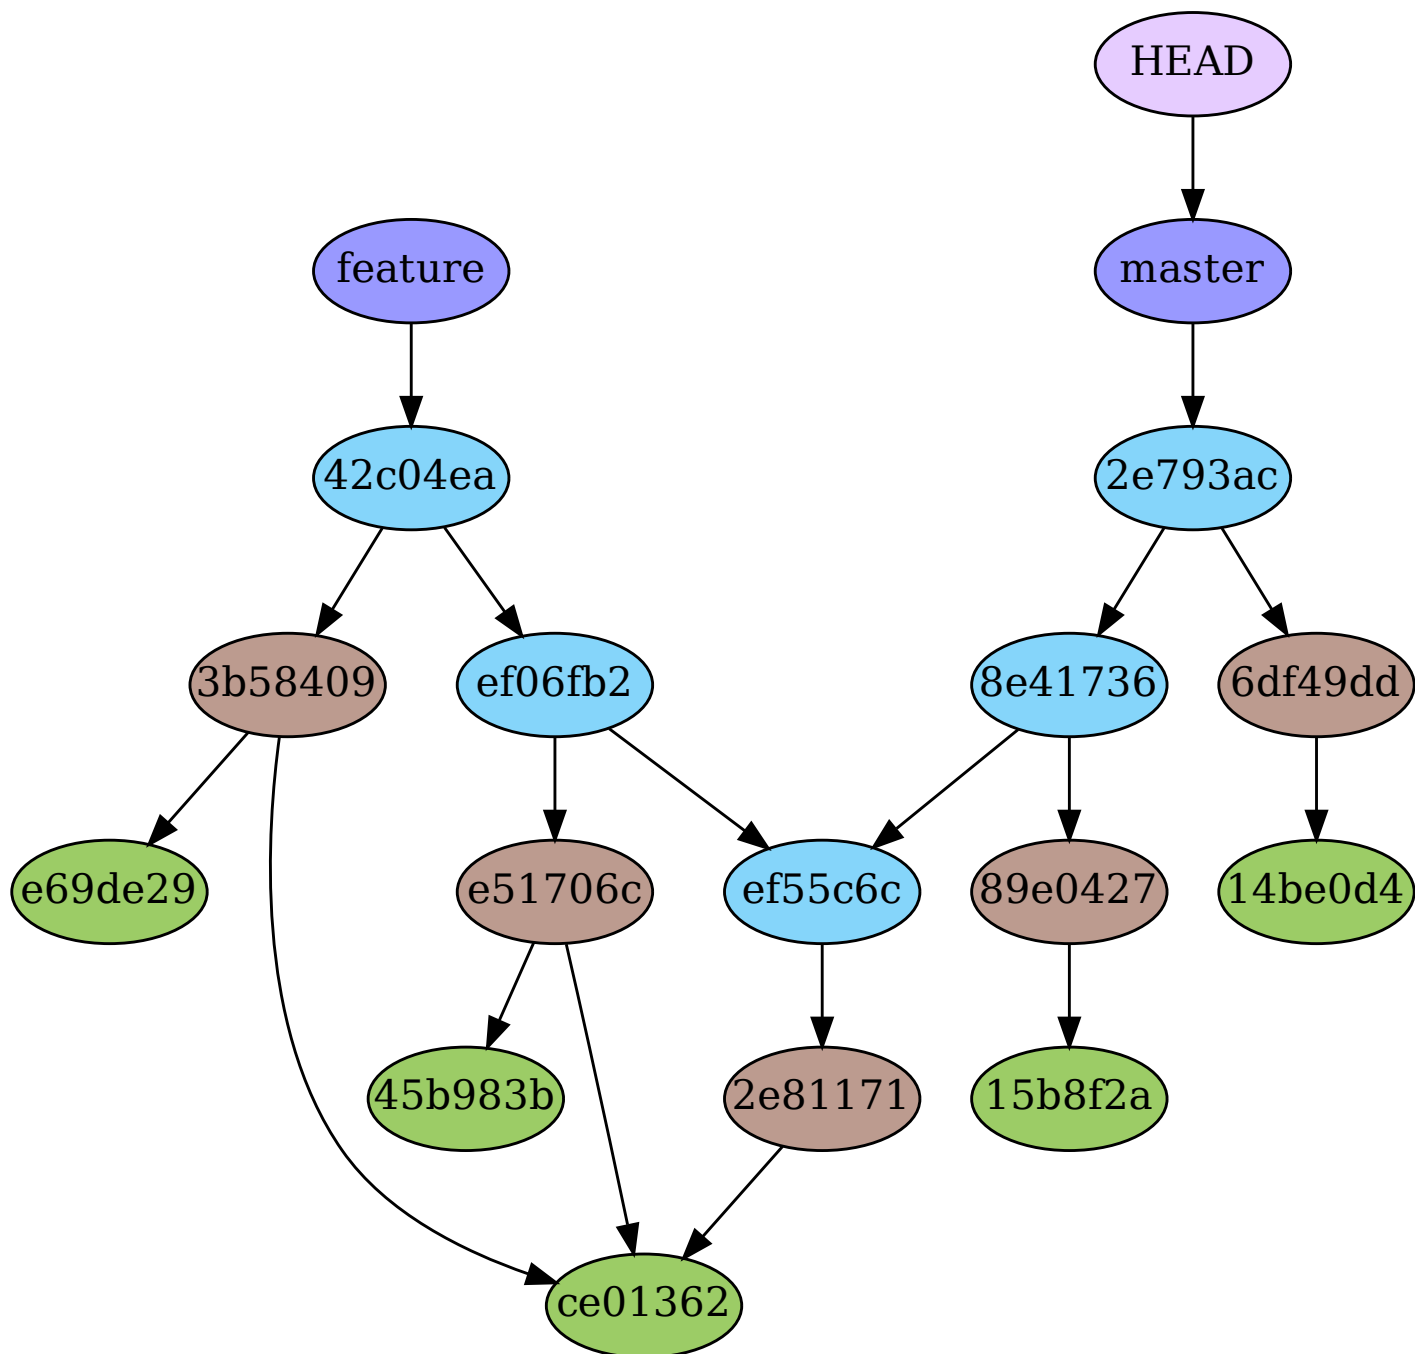 HEAD
feature
master
42c04ea
2e793ac
3b58409
ef06fb2
8e41736
6df49dd
e69de29
e51706c
ef55c6c
89e0427
14be0d4
45b983b
2e81171
15b8f2a
ce01362